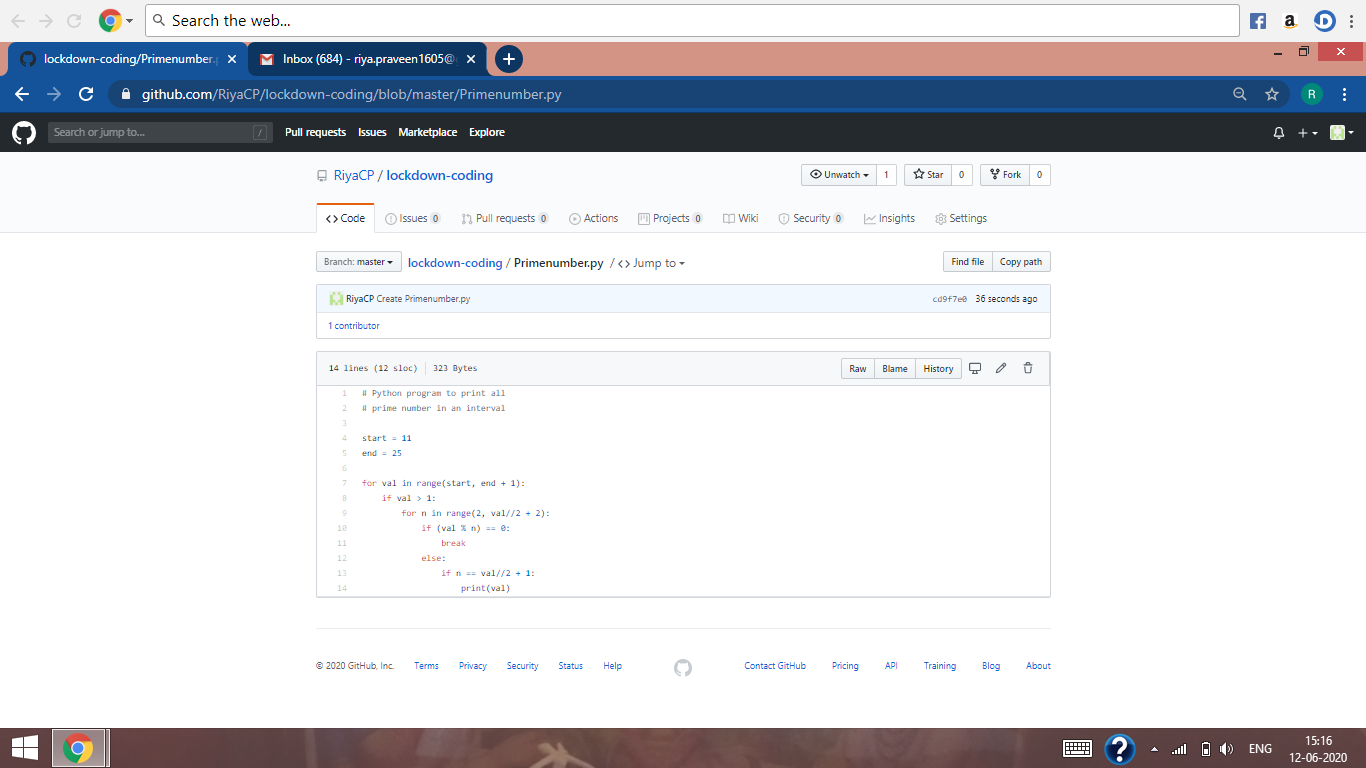 Search the web...
lockdown-coding/Primenumber.p
Inbox (684) - riya.praveen1605@
github.com/RiyaCP/lockdown-coding/blob/master/Primenumber.py
R
Search or jump to... /
Pull requests Issues Marketplace Explore
RiyaCP / lockdown-coding
Unwatch 1 Star 0 Fork 0
Code Issues 0 Pull requests 0 Actions Projects 0 Wiki Security 0 Insights Settings
Branch: master lockdown-coding / Primenumber.py / <> Jump to Find file Copy path
RiyaCP Create Primenumber.py cd9f7e0 36 seconds ago
1 contributor
14 lines (12 sloc) 323 Bytes Raw Blame History
1 # Python program to print all
2 # prime number in an interval
3
4 start = 11
5 end = 25
6
7 for val in range(start, end + 1):
8 if val > 1:
9 for n in range(2, val//2 + 2):
10 if (val % n) == 0:
11 break
12 else:
13 if n == val//2 + 1:
14 print(val)
© 2020 GitHub, Inc. Terms Privacy Security Status Help Contact GitHub Pricing API Training Blog About
ENG
15:16
12-06-2020